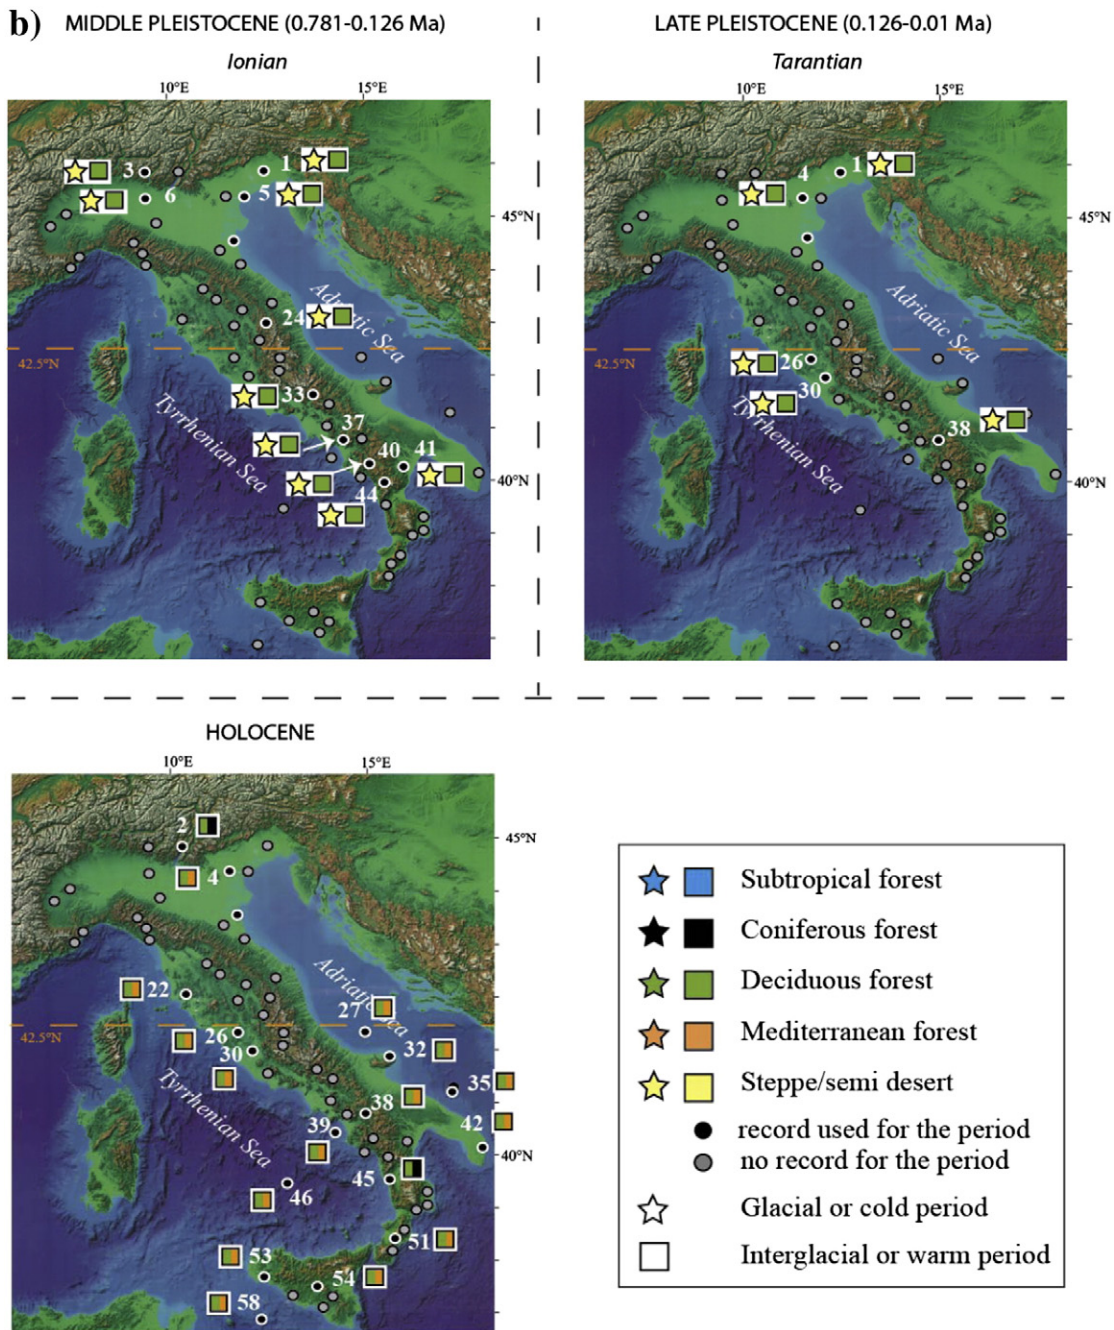 b) MIDDLE PLEISTOCENE (0.781-0.126 Ma)
Ionian
10°E 15°E
3 1
6 5
45°N
24
Adriatic Sea
42.5°N
33
37
Tyrrhenian Sea
40 41
40°N
44
LATE PLEISTOCENE (0.126-0.01 Ma)
Tarantian
10°E 15°E
4 1
45°N
Adriatic Sea
42.5°N
26
30
Tyrrhenian Sea
38
40°N
HOLOCENE
10°E 15°E
2
45°N
4
22
Adriatic Sea
27
42.5°N
26
30
32
Tyrrhenian Sea
35
38
39
42
40°N
45
46
51
53
54
58
Subtropical forest
Coniferous forest
Deciduous forest
Mediterranean forest
Steppe/semi desert
record used for the period
no record for the period
Glacial or cold period
Interglacial or warm period